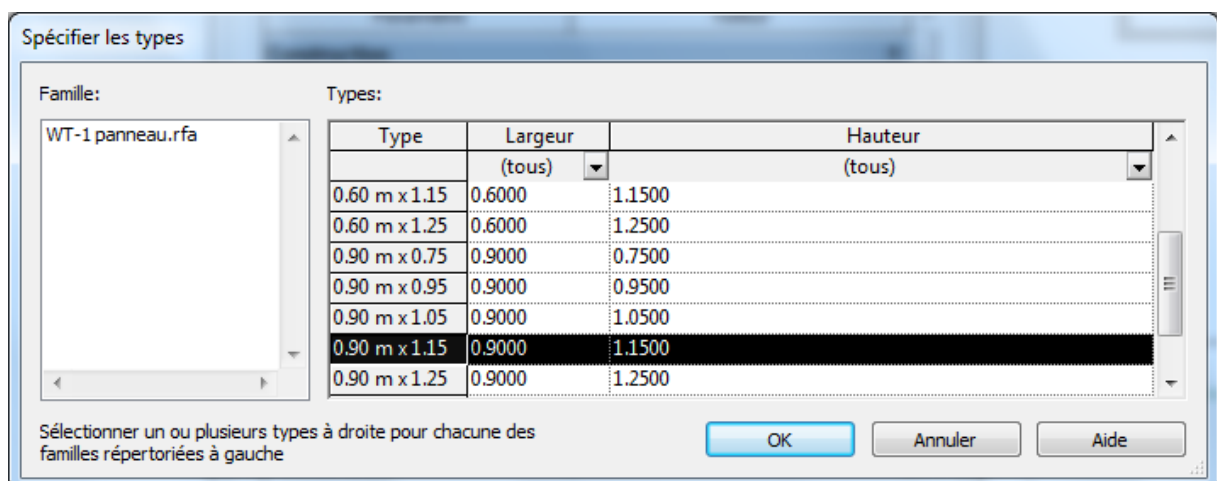 Spécifier les types
Famille:
Types:
WT-1 panneau.rfa
Type Largeur Hauteur
(tous) (tous)
0.60 m x 1.15 0.6000 1.1500
0.60 m x 1.25 0.6000 1.2500
0.90 m x 0.75 0.9000 0.7500
0.90 m x 0.95 0.9000 0.9500
0.90 m x 1.05 0.9000 1.0500
0.90 m x 1.15 0.9000 1.1500
0.90 m x 1.25 0.9000 1.2500
Sélectionner un ou plusieurs types à droite pour chacune des
familles répertoriées à gauche
OK Annuler Aide